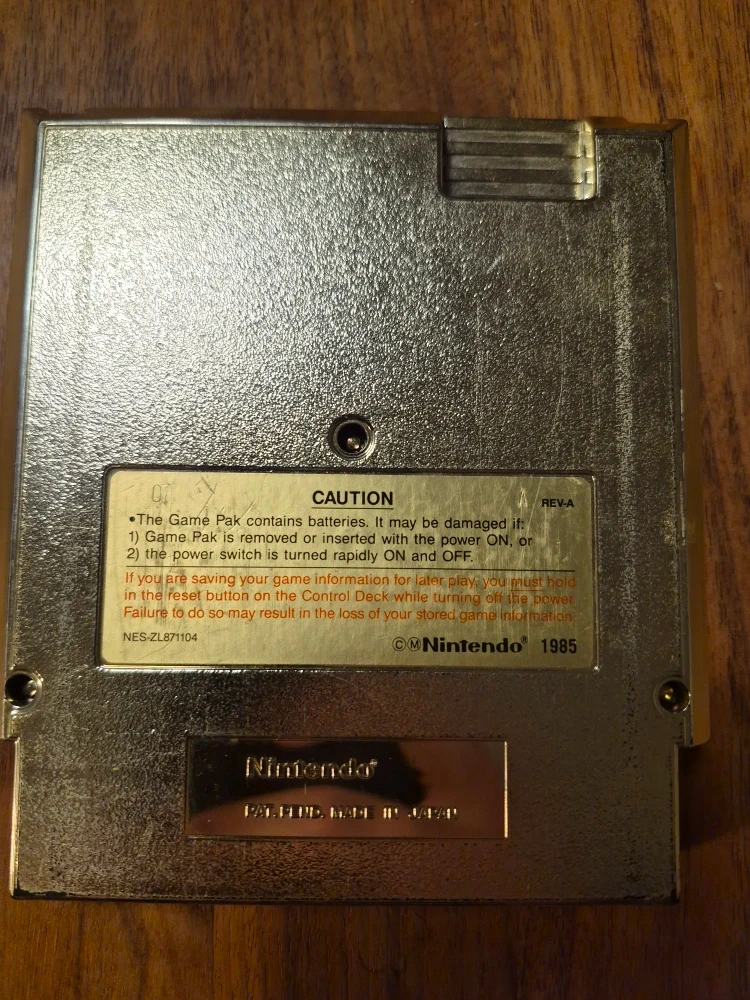 07 A
CAUTION REV-A
•The Game Pak contains batteries. It may be damaged if:
1) Game Pak is removed or inserted with the power ON, or
2) the power switch is turned rapidly ON and OFF.
If you are saving your game information for later play, you must hold
in the reset button on the Control Deck while turning off the power.
Failure to do so may result in the loss of your stored game information.
NES-ZL871104
©Ⓜ Nintendo® 1985
Nintendo®
PAT. PEND. MADE IN JAPAN